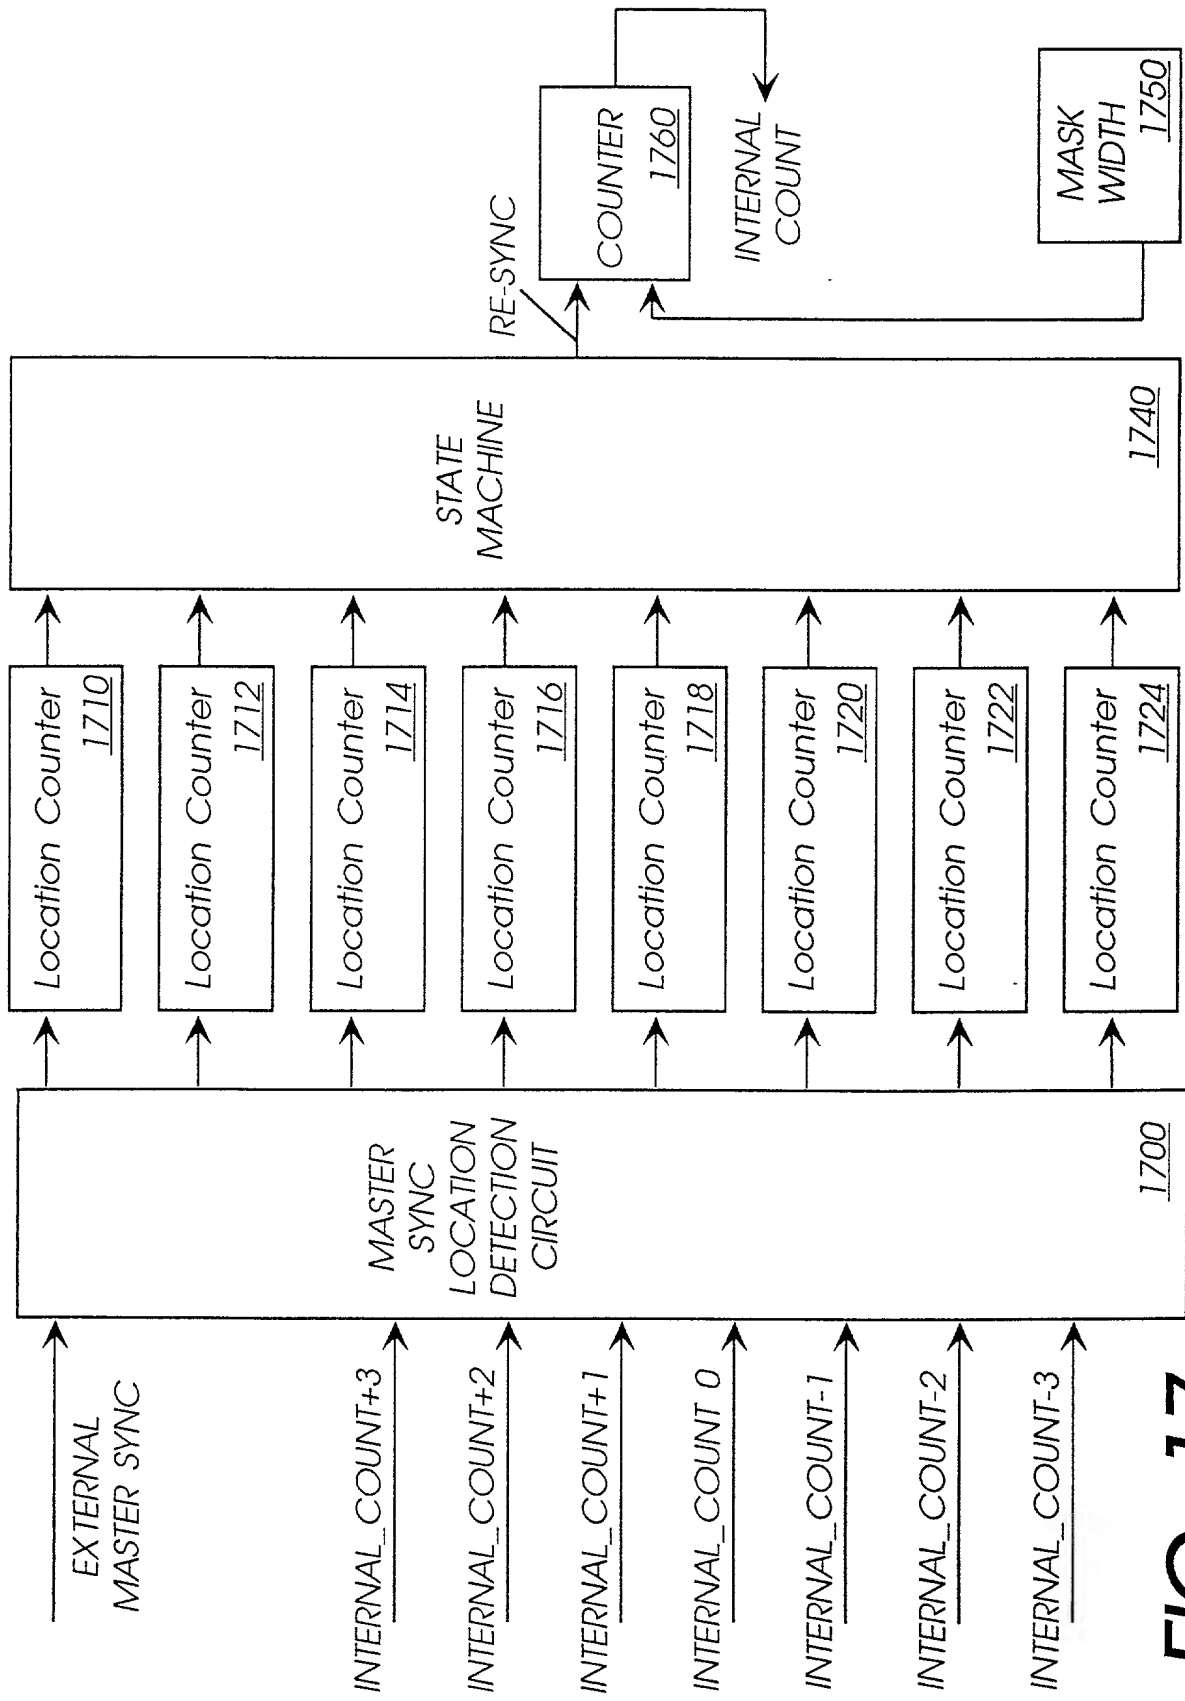 EXTERNAL
MASTER SYNC
INTERNAL_COUNT+3
INTERNAL_COUNT+2
INTERNAL_COUNT+1
INTERNAL_COUNT 0
INTERNAL_COUNT-1
INTERNAL_COUNT-2
INTERNAL_COUNT-3
MASTER
SYNC
LOCATION
DETECTION
CIRCUIT
1700
Location Counter
1710
Location Counter
1712
Location Counter
1714
Location Counter
1716
Location Counter
1718
Location Counter
1720
Location Counter
1722
Location Counter
1724
STATE
MACHINE
1740
RE-SYNC
COUNTER
1760
INTERNAL
COUNT
MASK
WIDTH
1750
FIG. 17